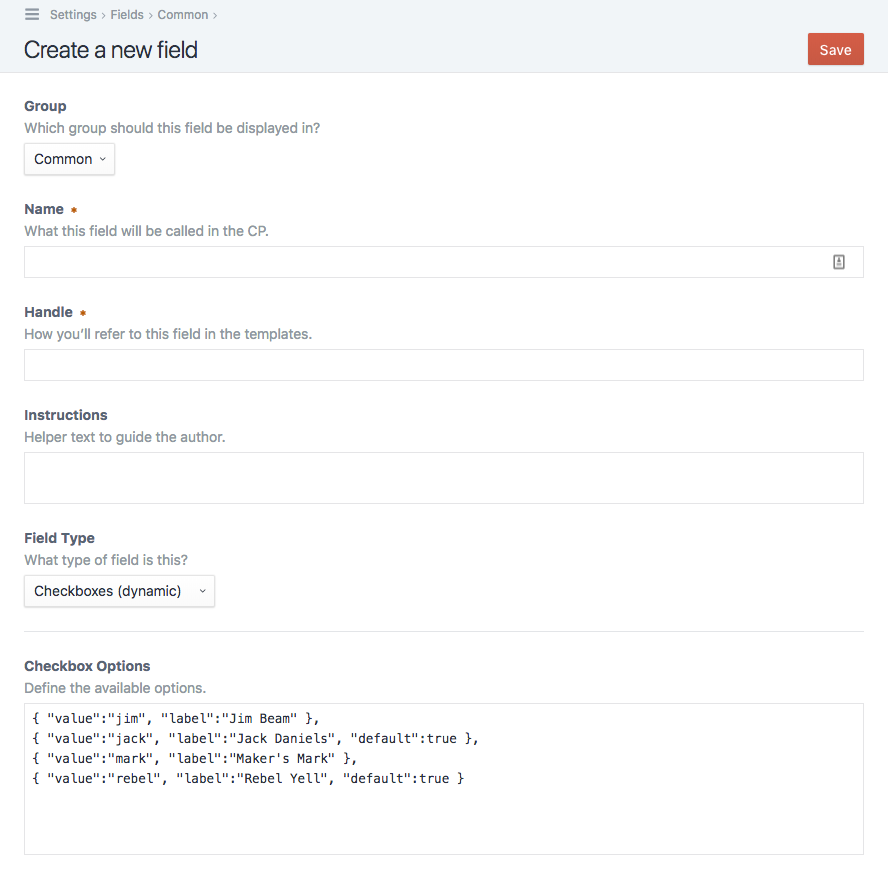 Settings › Fields › Common ›
Create a new field
Save
Group
Which group should this field be displayed in?
Common
Name *
What this field will be called in the CP.
Handle *
How you’ll refer to this field in the templates.
Instructions
Helper text to guide the author.
Field Type
What type of field is this?
Checkboxes (dynamic)
Checkbox Options
Define the available options.
{ "value":"jim", "label":"Jim Beam" },
{ "value":"jack", "label":"Jack Daniels", "default":true },
{ "value":"mark", "label":"Maker's Mark" },
{ "value":"rebel", "label":"Rebel Yell", "default":true }